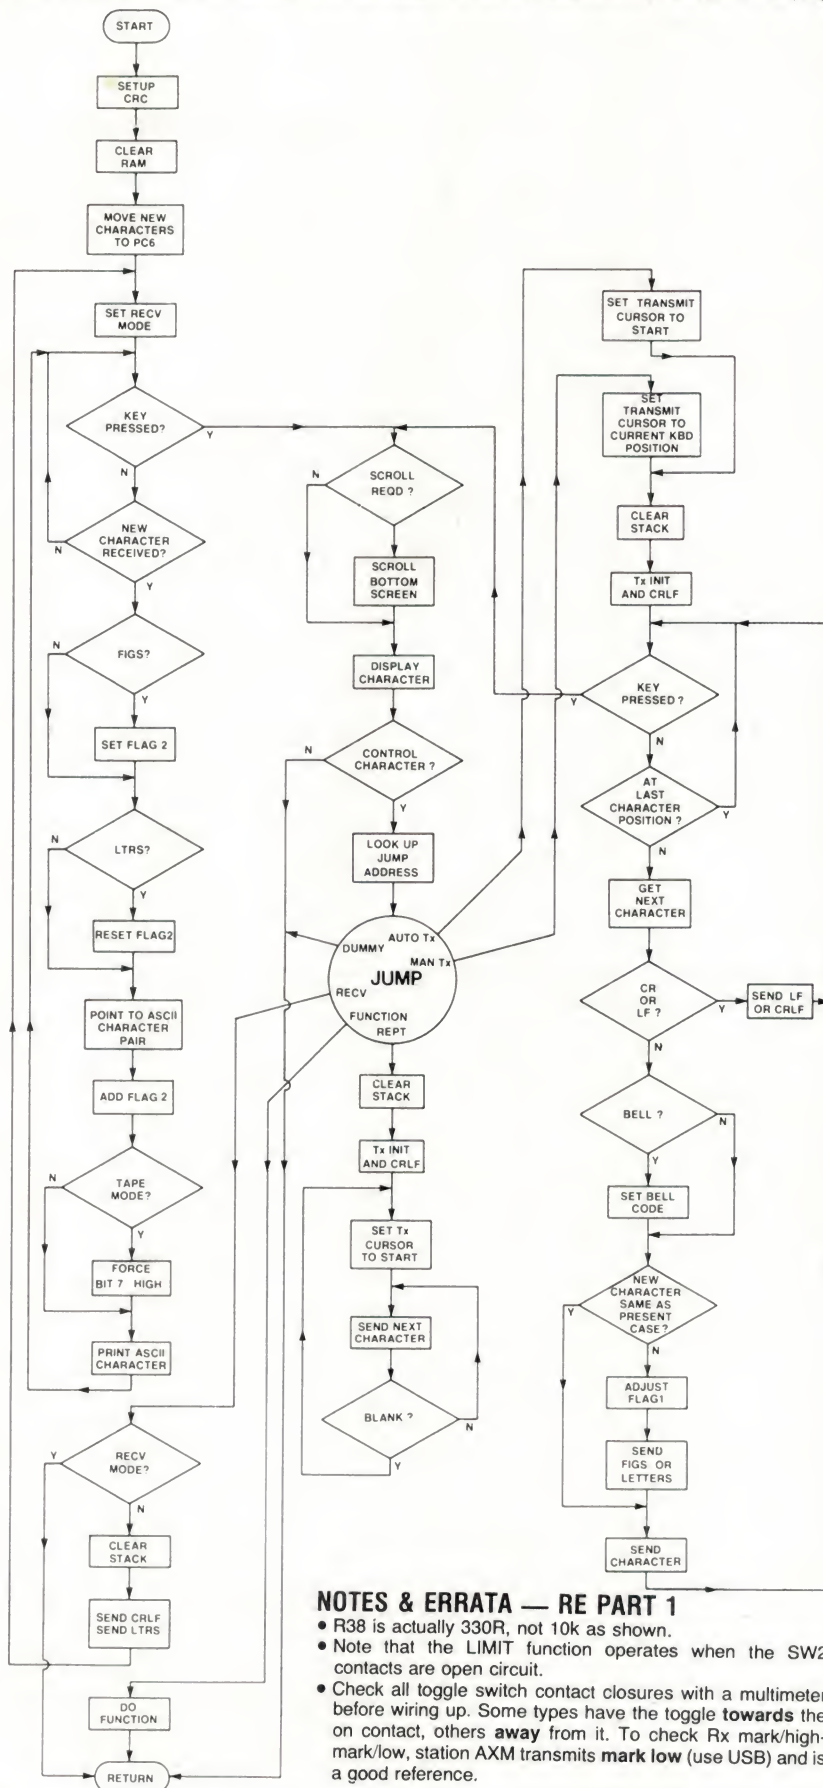 START
SETUP
CRC
CLEAR
RAM
MOVE NEW
CHARACTERS
TO PC6
SET RECV
MODE
KEY
PRESSED?
Y
N
NEW
CHARACTER
RECEIVED?
N
Y
FIGS?
N
Y
SET FLAG 2
LTRS?
N
Y
RESET FLAG2
POINT TO ASCII
CHARACTER
PAIR
ADD FLAG 2
TAPE
MODE?
N
Y
FORCE
BIT 7 HIGH
PRINT ASCII
CHARACTER
RECV
MODE?
Y
N
CLEAR
STACK
SEND CRLF
SEND LTRS
DO
FUNCTION
RETURN
SCROLL
REQD ?
N
SCROLL
BOTTOM
SCREEN
DISPLAY
CHARACTER
CONTROL
CHARACTER ?
N
Y
LOOK UP
JUMP
ADDRESS
AUTO Tx
DUMMY
MAN Tx
JUMP
RECV
FUNCTION
REPT
CLEAR
STACK
Tx INIT
AND CRLF
SET Tx
CURSOR
TO START
SEND NEXT
CHARACTER
BLANK ?
N
Y
SET TRANSMIT
CURSOR TO
START
SET
TRANSMIT
CURSOR TO
CURRENT KBD
POSITION
CLEAR
STACK
Tx INIT
AND CRLF
KEY
PRESSED ?
Y
N
AT
LAST
CHARACTER
POSITION ?
Y
N
GET
NEXT
CHARACTER
CR
OR
LF ?
Y
SEND LF
OR CRLF
N
BELL ?
N
Y
SET BELL
CODE
NEW
CHARACTER
SAME AS
PRESENT
CASE?
Y
N
ADJUST
FLAG1
SEND
FIGS OR
LETTERS
SEND
CHARACTER
NOTES & ERRATA — RE PART 1
• R38 is actually 330R, not 10k as shown.
• Note that the LIMIT function operates when the SW2
contacts are open circuit.
• Check all toggle switch contact closures with a multimeter
before wiring up. Some types have the toggle towards the
on contact, others away from it. To check Rx mark/high-
mark/low, station AXM transmits mark low (use USB) and is
a good reference.